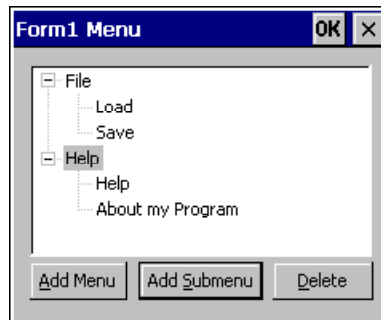 Form1 Menu OK ×
File
Load
Save
Help
Help
About my Program
Add Menu Add Submenu Delete